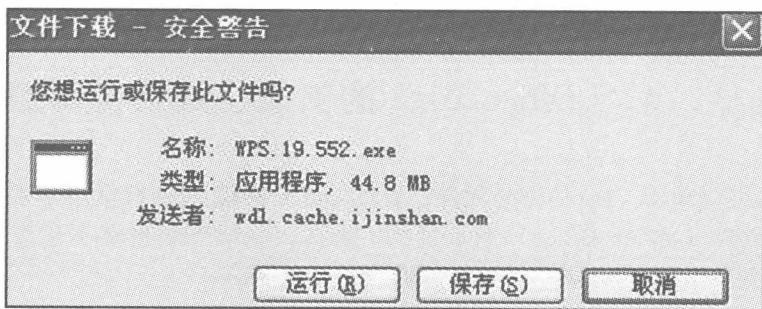 文件下载 - 安全警告
您想运行或保存此文件吗?
名称: WPS.19.552.exe
类型: 应用程序, 44.8 MB
发送者: wdl.cache.ijinshan.com
运行(R) 保存(S) 取消